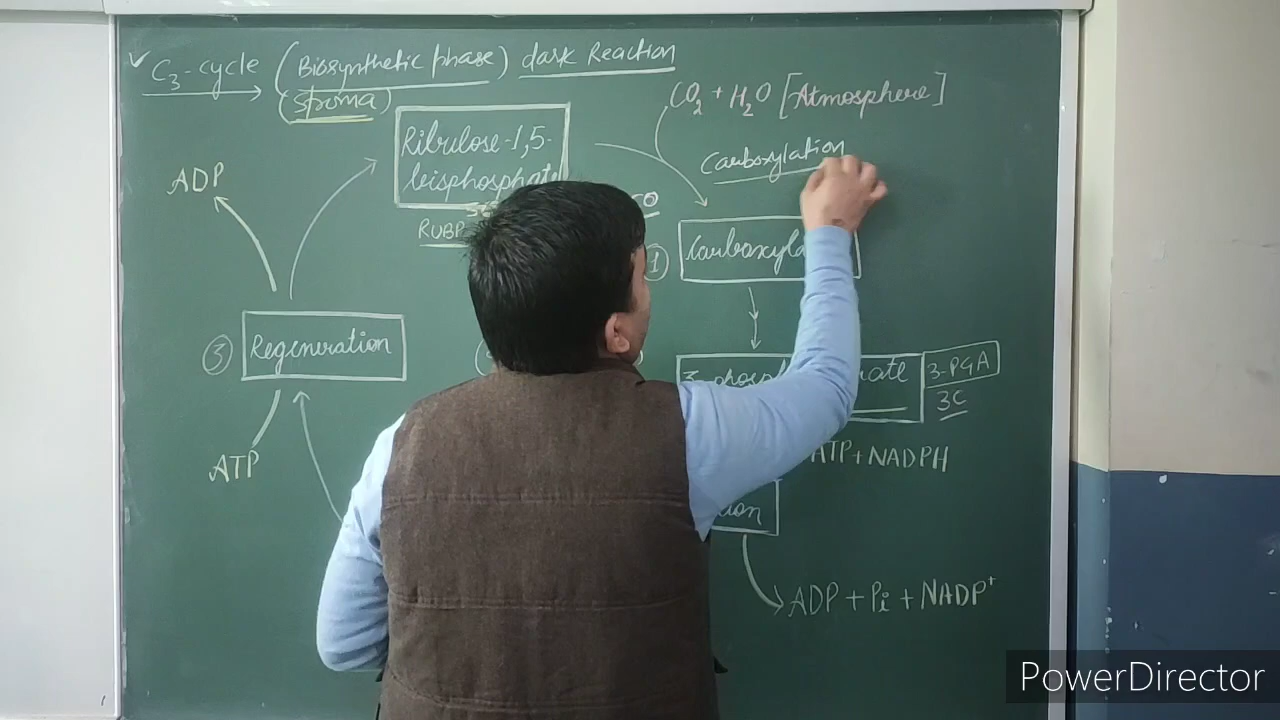 ✓ C3-cycle (Biosynthetic phase) dark Reaction
(stroma)
CO2 + H2O [Atmosphere]
Ribulose-1,5-
bisphosphate
Carboxylation
ADP
RUBP
①
③ Regeneration
3-PGA
3C
ATP
ATP+NADPH
ADP + Pi + NADP+
PowerDirector